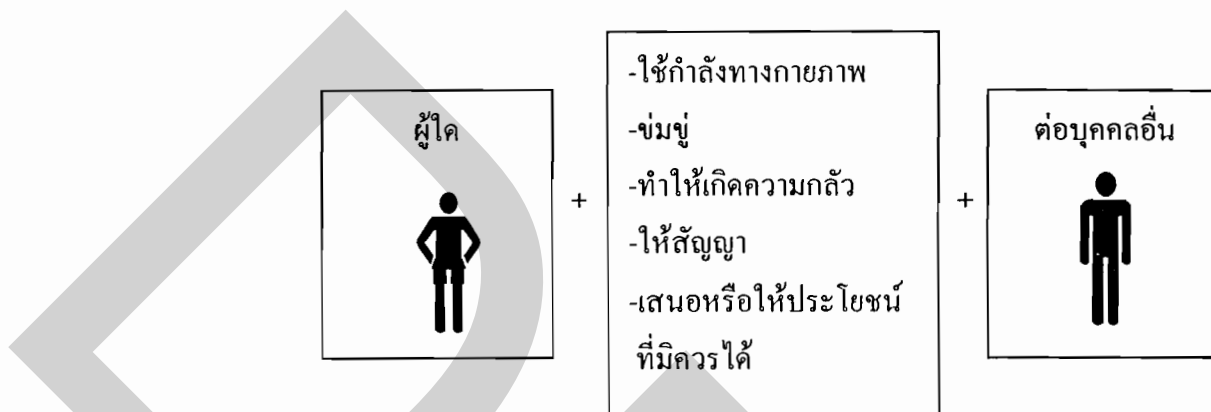 ผู้ใด
+
-ใช้กำลังทางกายภาพ
-ข่มขู่
-ทำให้เกิดความกลัว
-ให้สัญญา
-เสนอหรือให้ประโยชน์
ที่มิควรได้
+
ต่อบุคคลอื่น